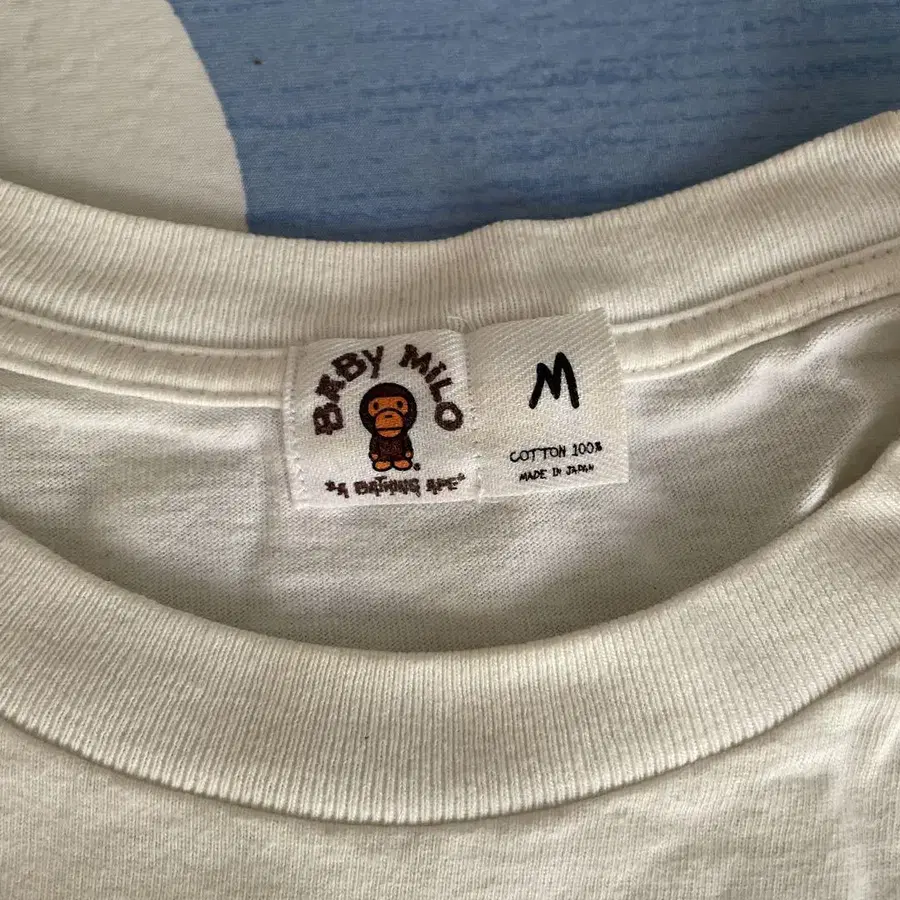 BABY MILO
"A BATHING APE"
M
COTTON 100%
MADE IN JAPAN